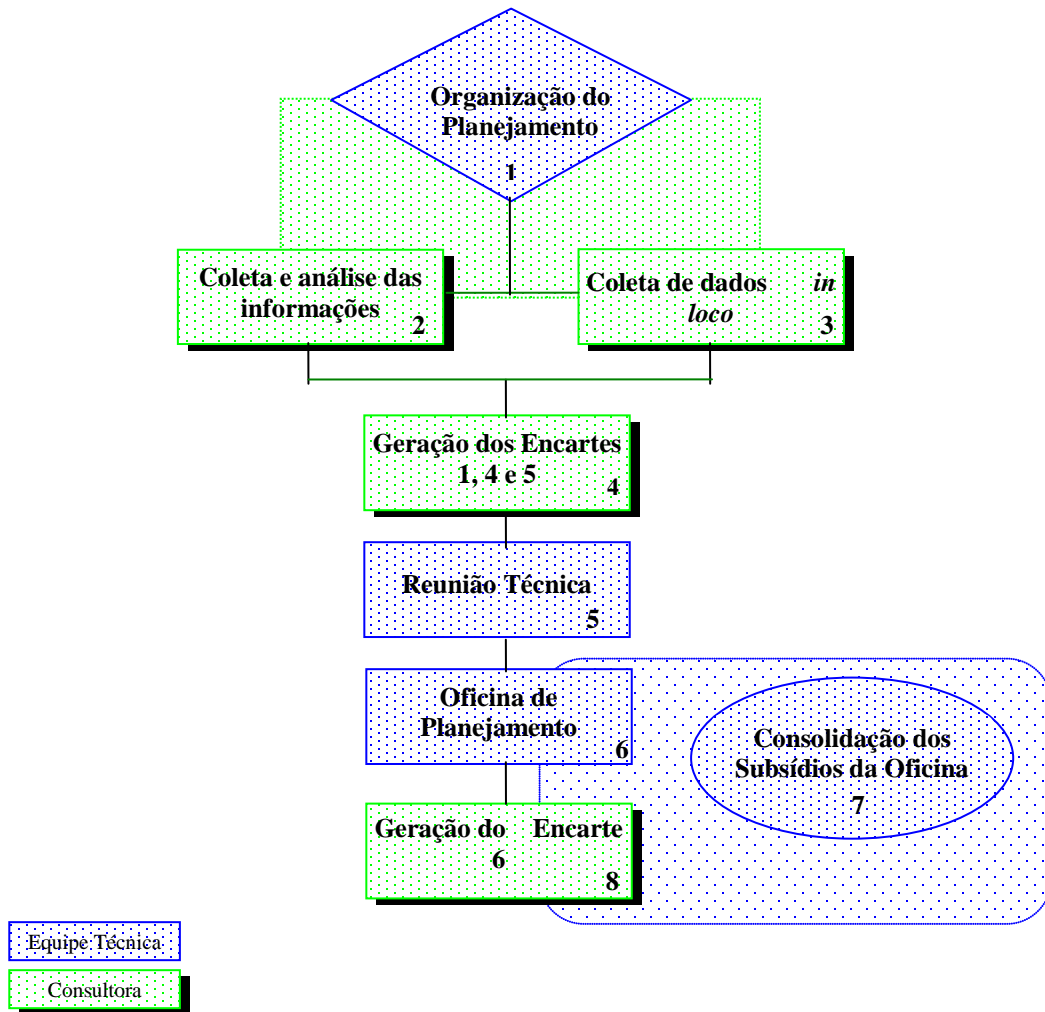 Organização do
Planejamento
1
Coleta e análise das
informações
2
Coleta de dados in
loco
3
Geração dos Encartes
1, 4 e 5
4
Reunião Técnica
5
Oficina de
Planejamento
6
Consolidação dos
Subsídios da Oficina
7
Geração do Encarte
6
8
Equipe Técnica
Consultora